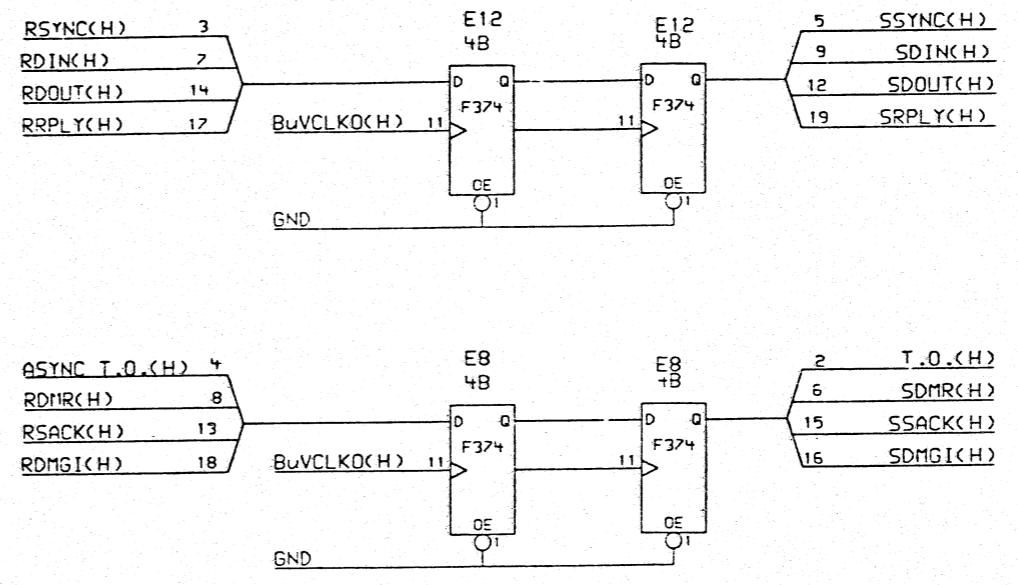 RSYNC(H) 3
RDIN(H) 7
RDOUT(H) 14
RRPLY(H) 17
BuVCLKO(H) 11
GND
E12
4B
D Q
F374
OE
1
E12
4B
D Q
F374
11
OE
1
5 SSYNC(H)
9 SDIN(H)
12 SDOUT(H)
19 SRPLY(H)
ASYNC T.O.(H) 4
RDMR(H) 8
RSACK(H) 13
RDMGI(H) 18
BuVCLKO(H) 11
GND
E8
4B
D Q
F374
OE
1
E8
4B
D Q
F374
11
OE
1
2 T.O.(H)
6 SDMR(H)
15 SSACK(H)
16 SDMGI(H)